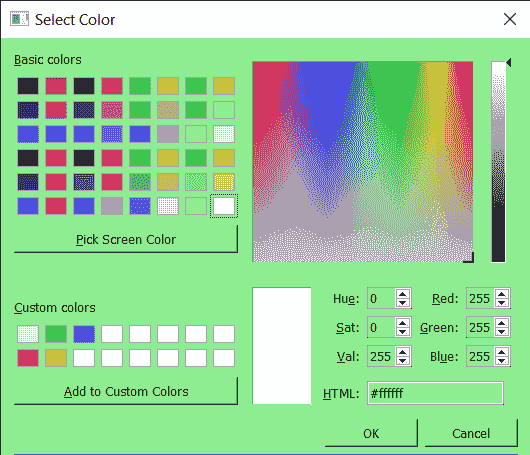 Select Color
Basic colors
Pick Screen Color
Custom colors
Add to Custom Colors
Hue: 0 Red: 255
Sat: 0 Green: 255
Val: 255 Blue: 255
HTML: #ffffff
OK Cancel